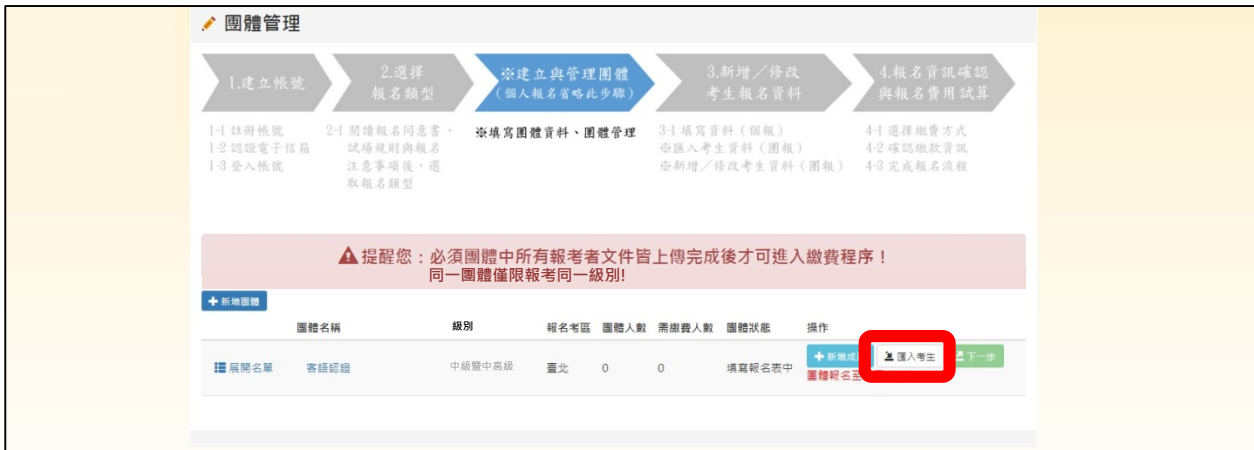 團體管理
1.建立帳號
2.選擇
報名類型
※建立與管理團體
(個人報名省略此步驟)
3.新增／修改
考生報名資料
4.報名資訊確認
與報名費用試算
1-1 註冊帳號
1-2 認證電子信箱
1-3 登入帳號
2-1 閱讀報名同意書、
試場規則與報名
注意事項後，選
取報名類型
※填寫團體資料、團體管理
3-1 填寫資料（個報）
※匯入考生資料（團報）
※新增／修改考生資料（團報）
4-1 選擇繳費方式
4-2 確認繳款資訊
4-3 完成報名流程
提醒您：必須團體中所有報考者文件皆上傳完成後才可進入繳費程序！
同一團體僅限報考同一級別!
新增團體
團體名稱 級別 報名考區 團體人數 需繳費人數 團體狀態 操作
展開名單 客語認證 中級暨中高級 臺北 0 0 填寫報名表中 新增成 匯入考生 下一步
團體報名至